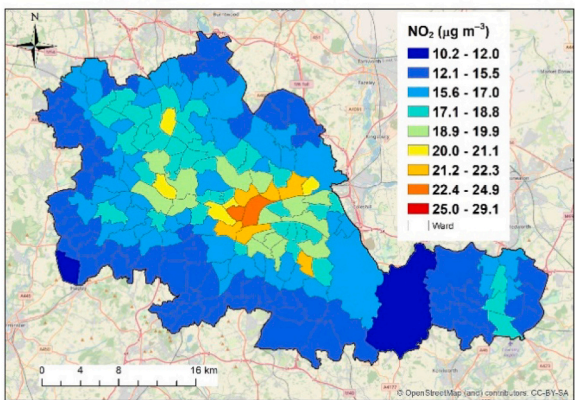 N
NO₂ (µg m⁻³)
10.2 - 12.0
12.1 - 15.5
15.6 - 17.0
17.1 - 18.8
18.9 - 19.9
20.0 - 21.1
21.2 - 22.3
22.4 - 24.9
25.0 - 29.1
Ward
0 4 8 16 km
© OpenStreetMap (and) contributors, CC-BY-SA